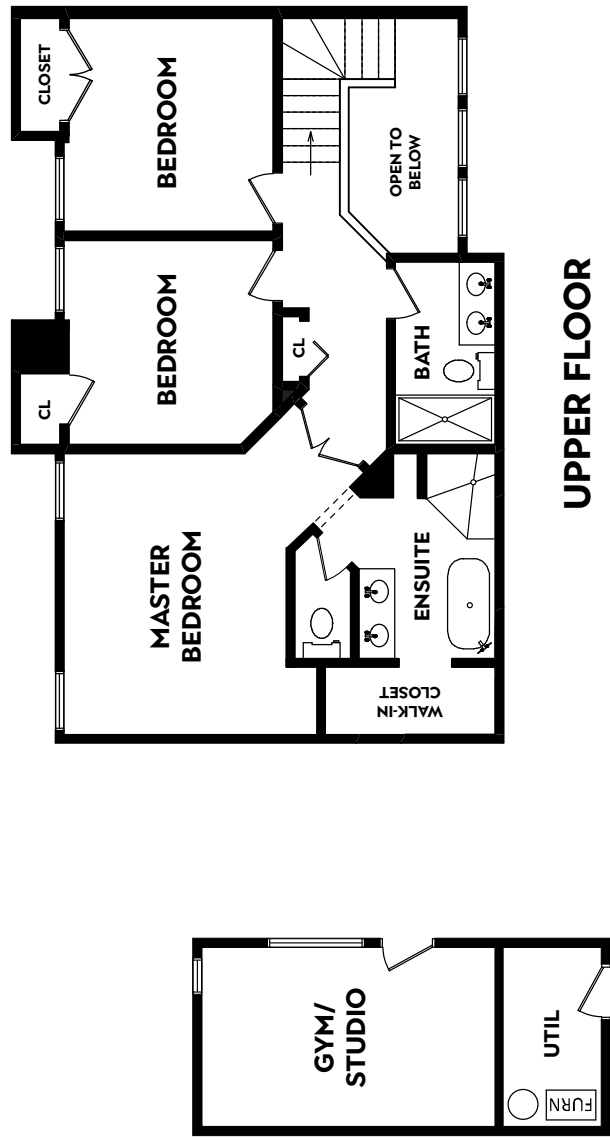 CLOSET
BEDROOM
OPEN TO
BELOW
BEDROOM
CL
CL
BATH
MASTER
BEDROOM
ENSUITE
WALK-IN
CLOSET
UPPER FLOOR
GYM/
STUDIO
UTIL
FURN